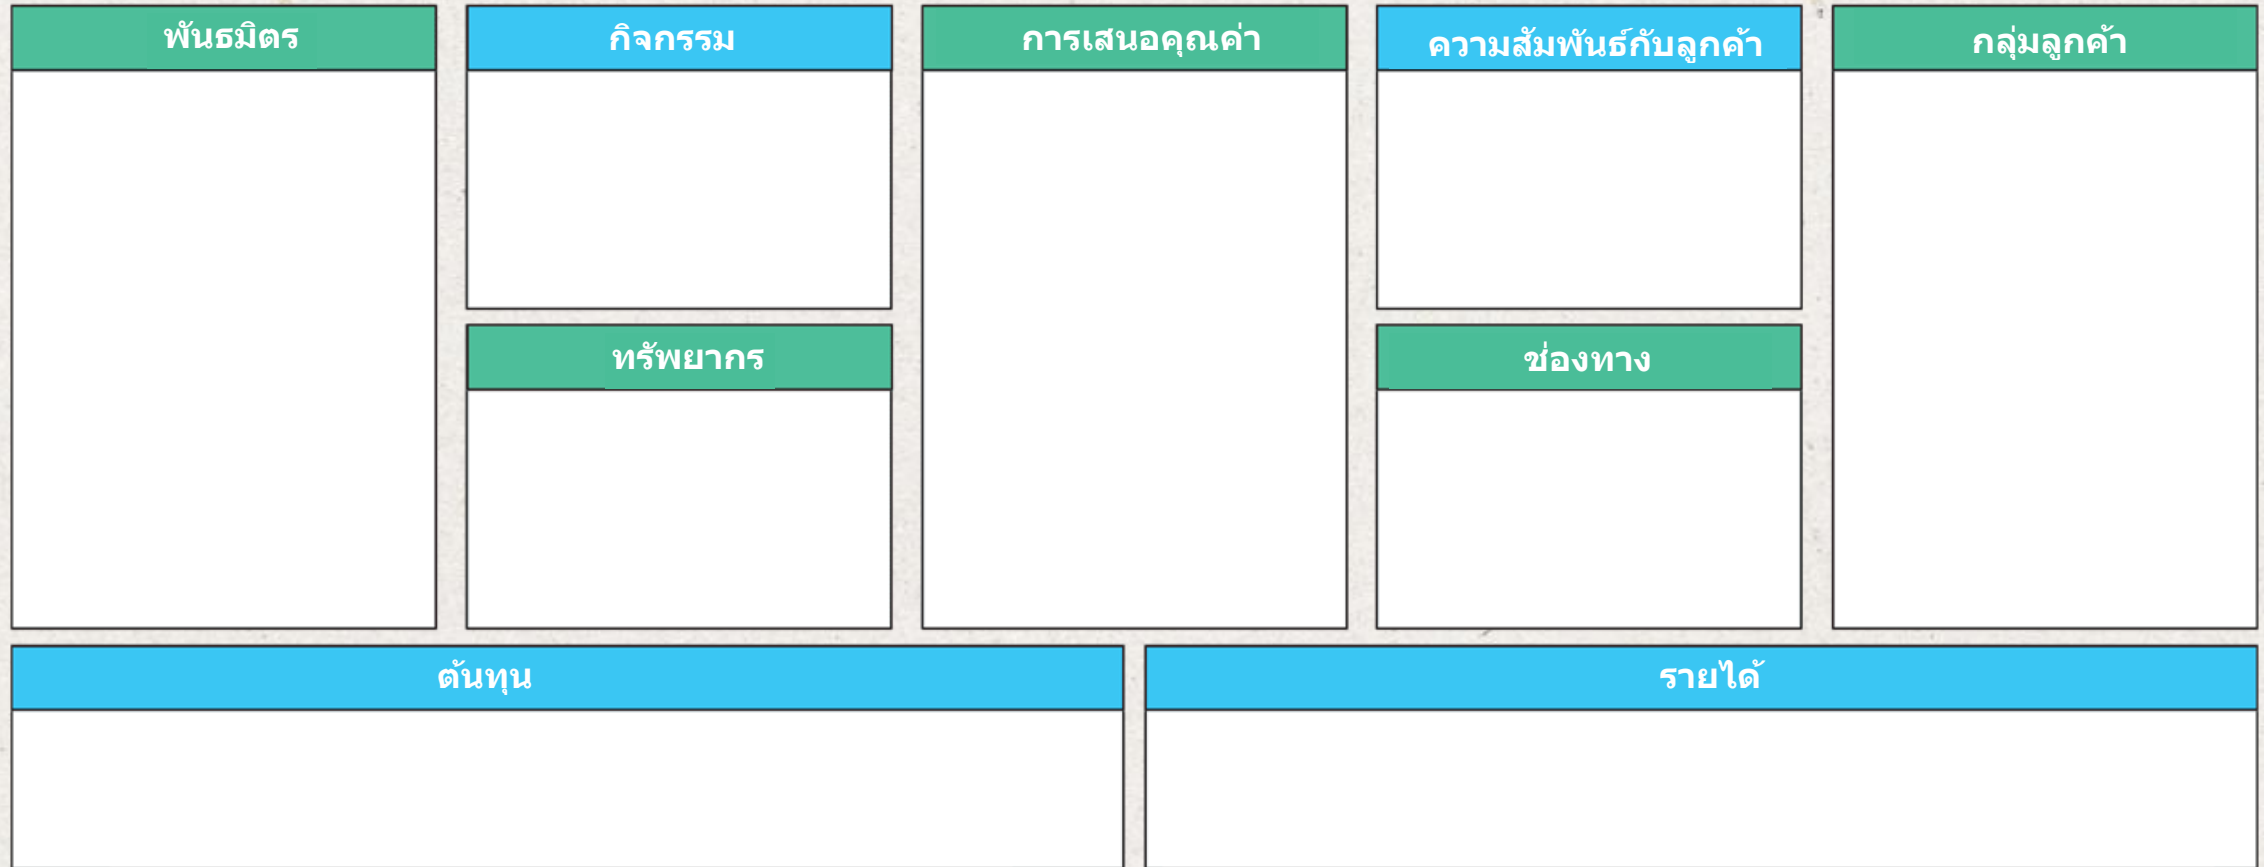 พันธมิตร
กิจกรรม
การเสนอคุณค่า
ความสัมพันธ์กับลูกค้า
กลุ่มลูกค้า
ทรัพยากร
ช่องทาง
ต้นทุน
รายได้